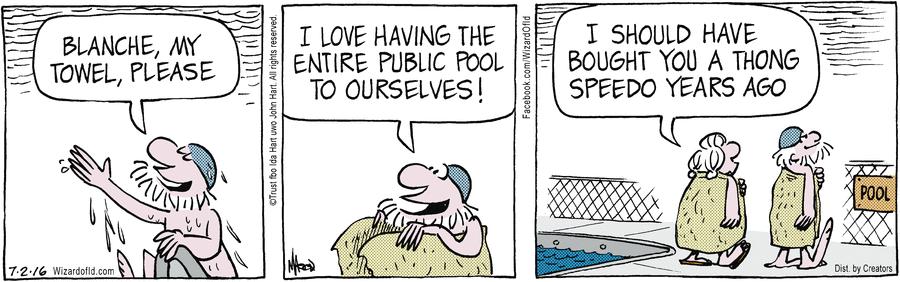 BLANCHE, MY
TOWEL, PLEASE
7-2-16 Wizardofid.com
©Trust fbo Ida Hart uwo John Hart. All rights reserved.
I LOVE HAVING THE
ENTIRE PUBLIC POOL
TO OURSELVES!
Facebook.com/WizardOfId
I SHOULD HAVE
BOUGHT YOU A THONG
SPEEDO YEARS AGO
POOL
Dist. by Creators